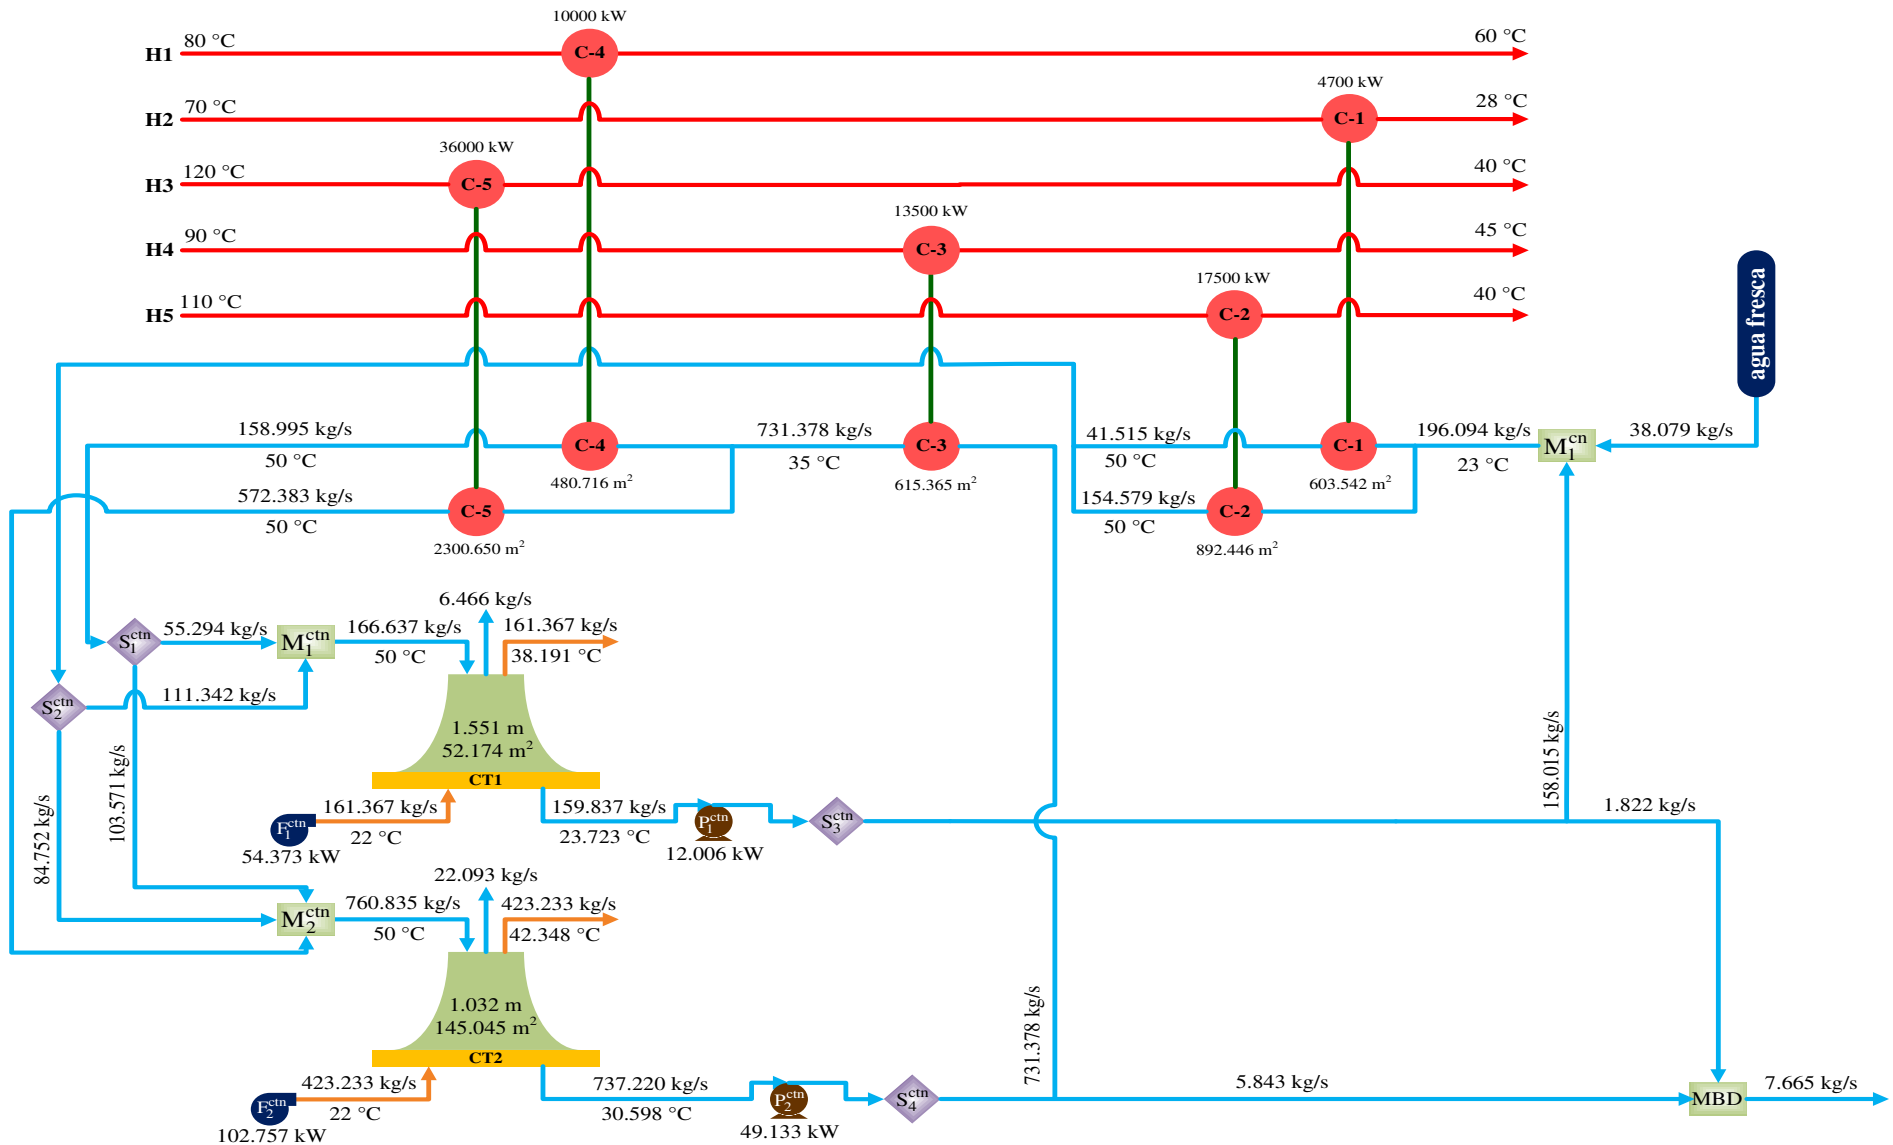 10000 kW
H1 80 °C C-4 60 °C
4700 kW
H2 70 °C C-1 28 °C
36000 kW
H3 120 °C C-5 40 °C
13500 kW
H4 90 °C C-3 45 °C
17500 kW
H5 110 °C C-2 40 °C
agua fresca
158.995 kg/s C-4 731.378 kg/s C-3 41.515 kg/s C-1 196.094 kg/s M₁ᶜⁿ 38.079 kg/s
50 °C 35 °C 50 °C 23 °C
480.716 m² 615.365 m² 603.542 m²
572.383 kg/s C-5 154.579 kg/s C-2
50 °C 50 °C
2300.650 m² 892.446 m²
6.466 kg/s
S₁ᶜᵗⁿ 55.294 kg/s M₁ᶜᵗⁿ 166.637 kg/s 161.367 kg/s
50 °C 38.191 °C
S₂ᶜᵗⁿ 111.342 kg/s
1.551 m
52.174 m²
CT1
84.752 kg/s
103.571 kg/s
158.015 kg/s
F₁ᶜᵗⁿ 161.367 kg/s 159.837 kg/s P₁ᶜᵗⁿ S₃ᶜᵗⁿ 1.822 kg/s
54.373 kW 22 °C 23.723 °C 12.006 kW
22.093 kg/s
M₂ᶜᵗⁿ 760.835 kg/s 423.233 kg/s
50 °C 42.348 °C
1.032 m
145.045 m²
CT2
731.378 kg/s
F₂ᶜᵗⁿ 423.233 kg/s 737.220 kg/s P₂ᶜᵗⁿ S₄ᶜᵗⁿ 5.843 kg/s MBD 7.665 kg/s
102.757 kW 22 °C 30.598 °C 49.133 kW